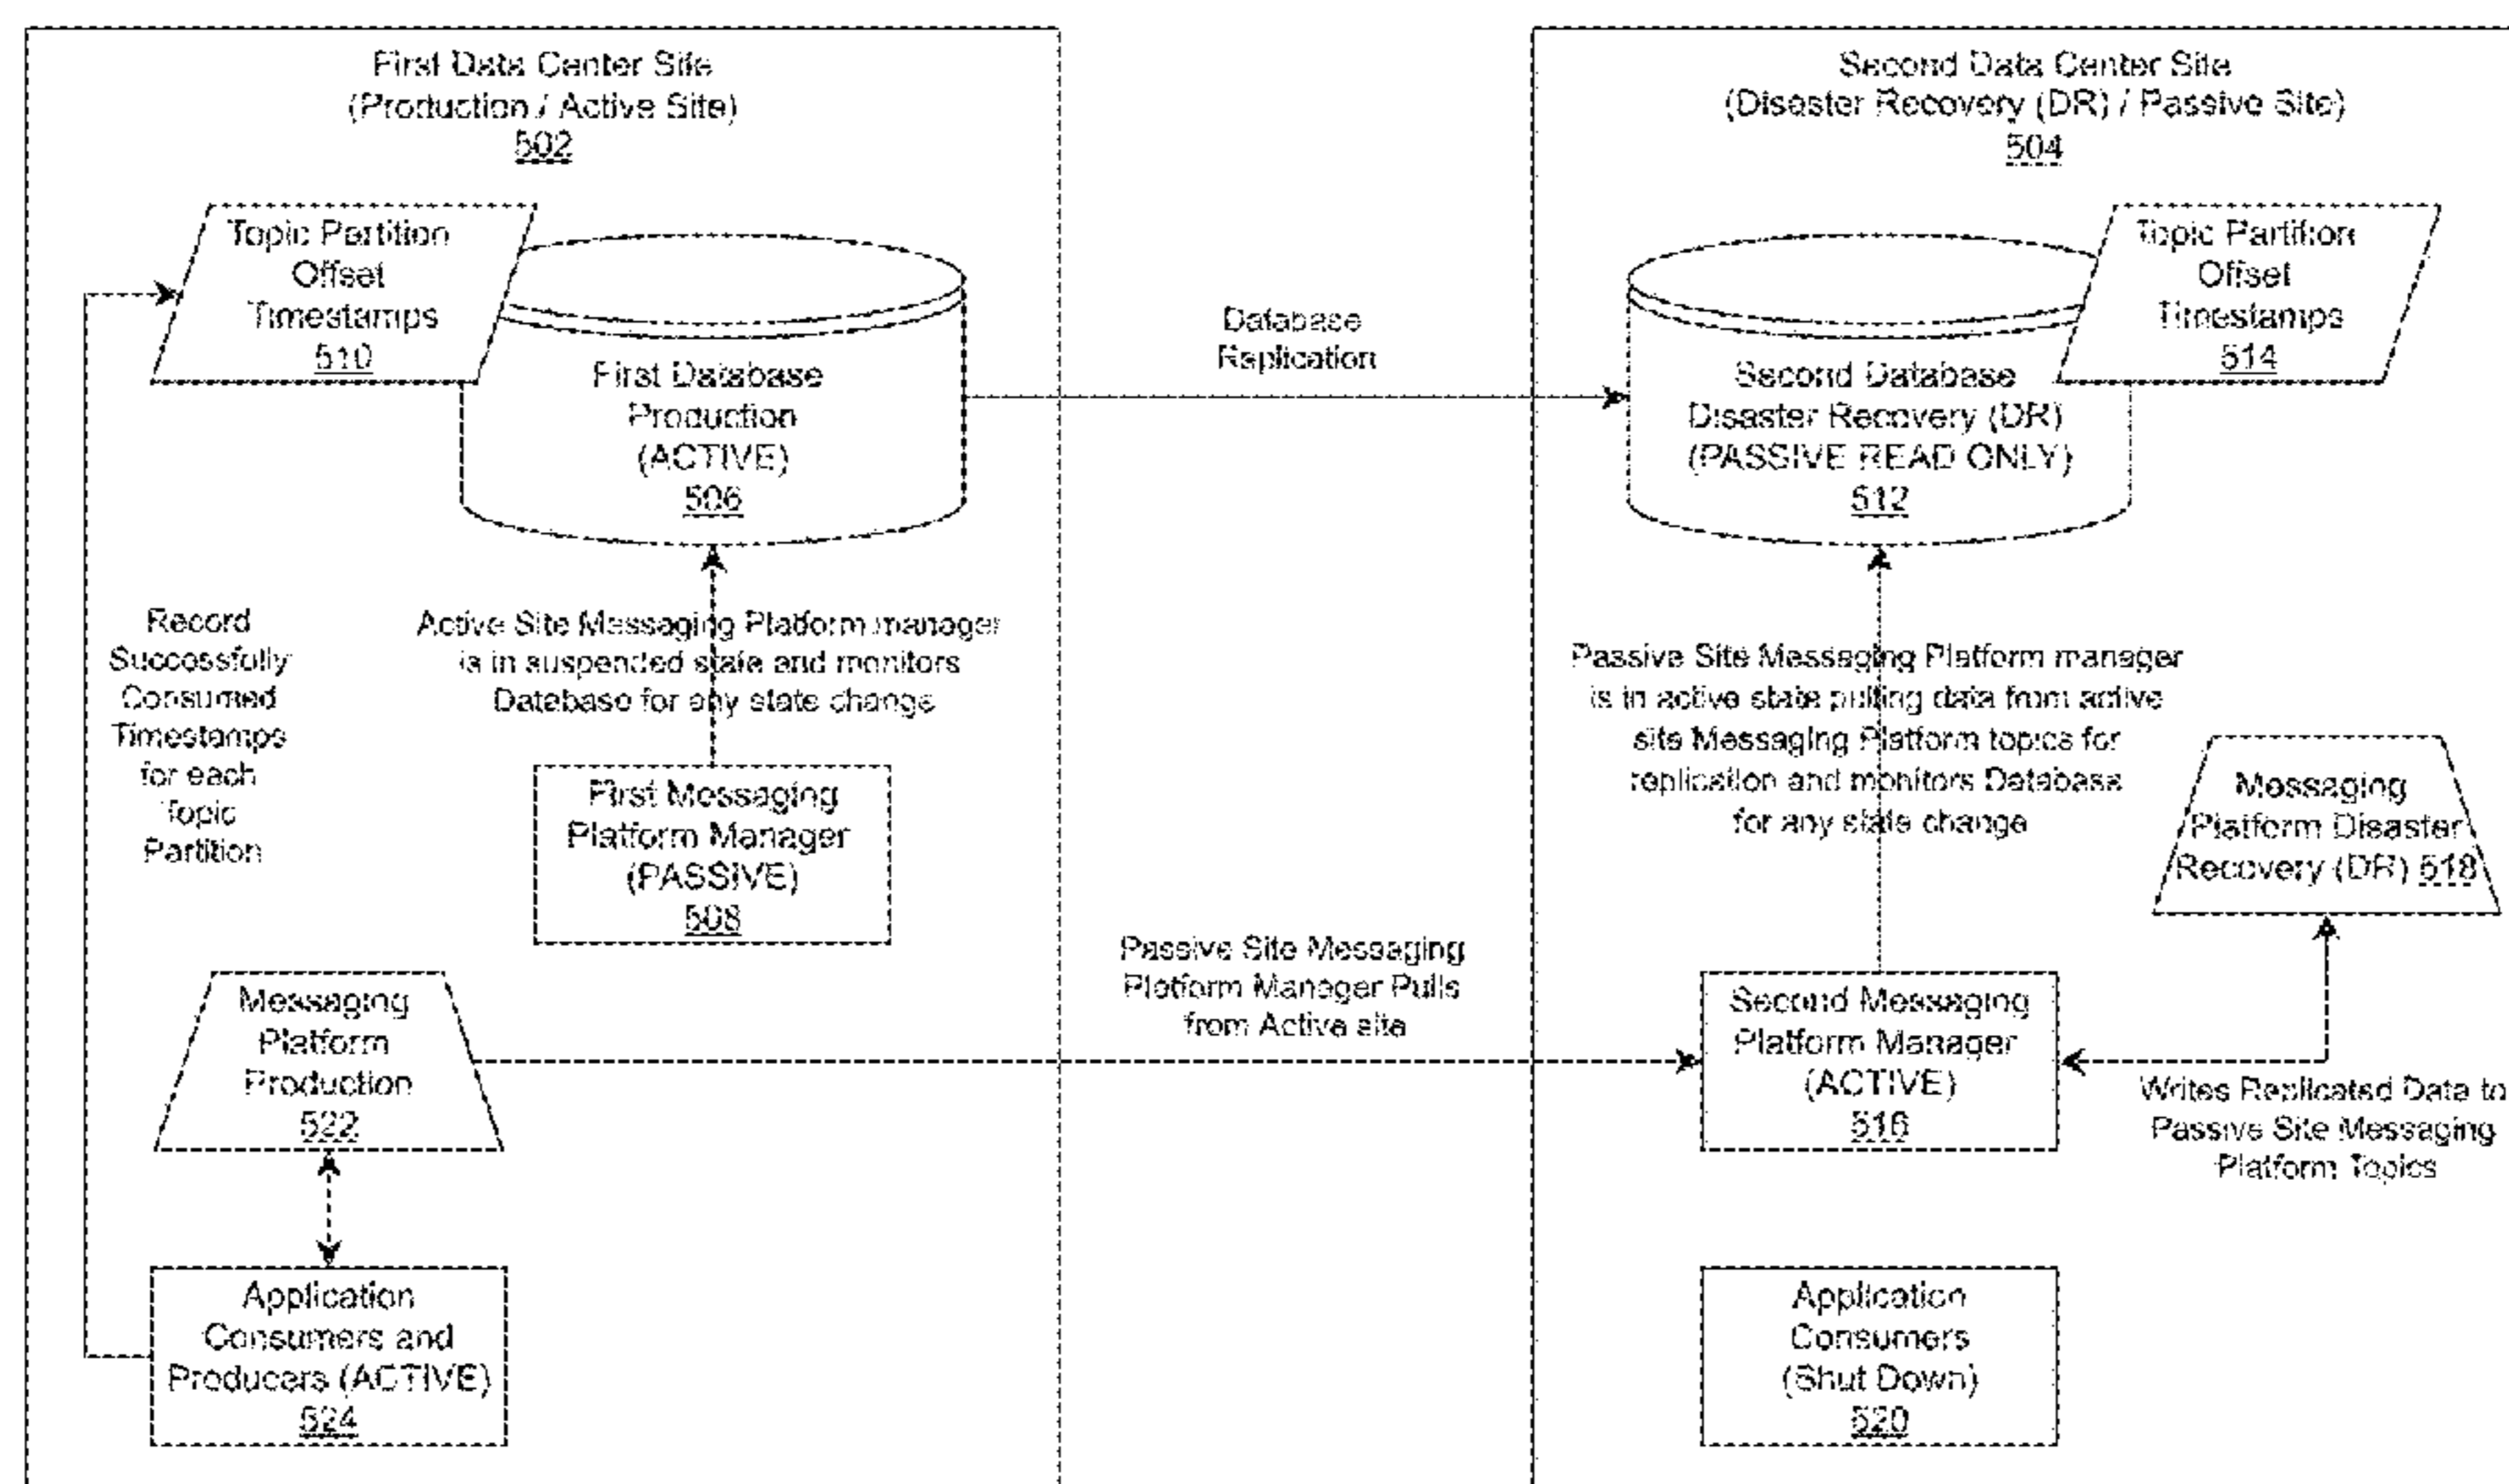 First Data Center Site
(Production / Active Site)
502
Topic Partition
Offset
Timestamps
510
First Database
Production
(ACTIVE)
506
Record
Successfully
Consumed
Timestamps
for each
Topic
Partition
Active Site Messaging Platform manager
is in suspended state and monitors
Database for any state change
First Messaging
Platform Manager
(PASSIVE)
508
Messaging
Platform
Production
522
Application
Consumers and
Producers (ACTIVE)
524
Database
Replication
Passive Site Messaging
Platform Manager Pulls
from Active site
Second Data Center Site
(Disaster Recovery (DR) / Passive Site)
504
Topic Partition
Offset
Timestamps
514
Second Database
Disaster Recovery (DR)
(PASSIVE READ ONLY)
512
Passive Site Messaging Platform manager
is in active state pulling data from active
site Messaging Platform topics for
replication and monitors Database
for any state change
Messaging
Platform Disaster
Recovery (DR) 518
Second Messaging
Platform Manager
(ACTIVE)
516
Writes Replicated Data to
Passive Site Messaging
Platform Topics
Application
Consumers
(Shut Down)
520